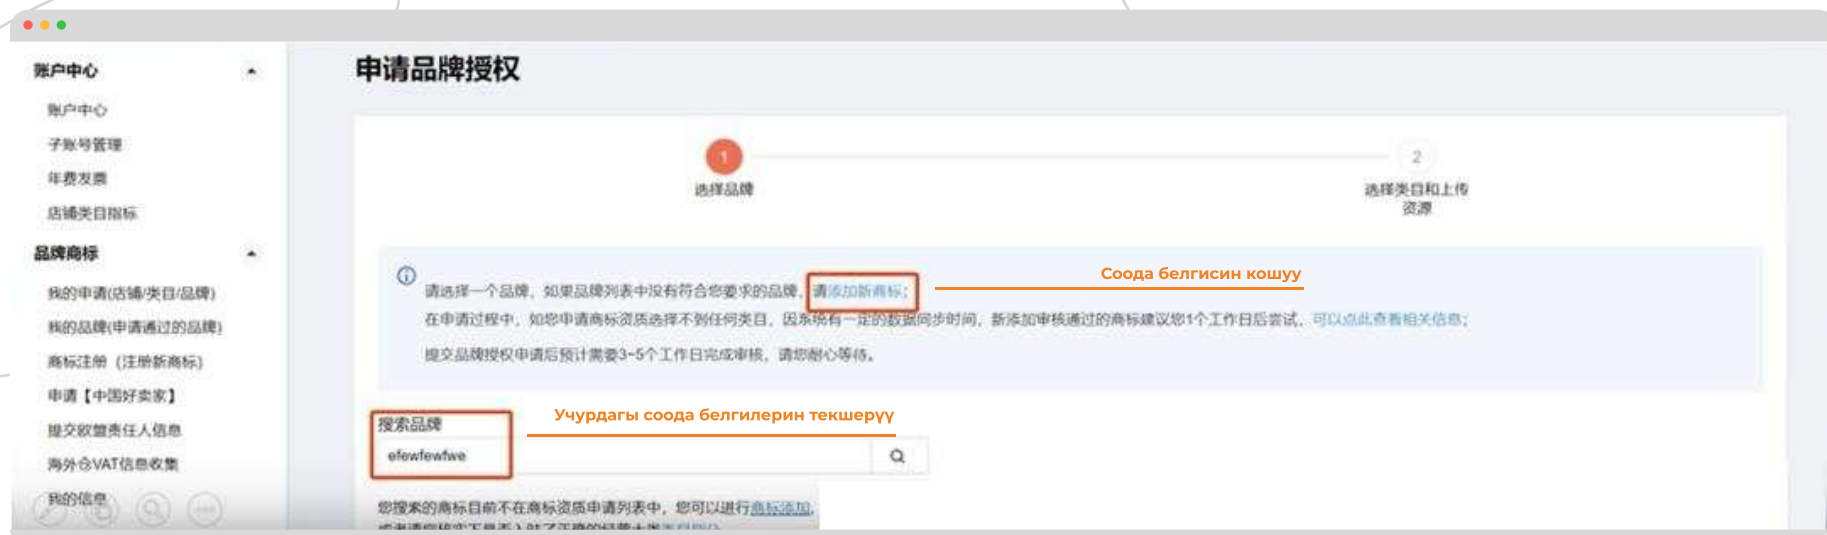 账户中心
账户中心
子账号管理
年费发票
店铺类目指标
品牌商标
我的申请(店铺/类目/品牌)
我的品牌(申请通过的品牌)
商标注册（注册新商标)
申请【中国好卖家】
提交欧盟责任人信息
海外仓VAT信息收集
我的信息
申请品牌授权
1
选择品牌
2
选择类目和上传
资源
请选择一个品牌，如果品牌列表中没有符合您要求的品牌，请添加新商标;
Соода белгисин кошуу
在申请过程中，如您申请商标资质选择不到任何类目，因系统有一定的数据同步时间，新添加审核通过的商标建议您1个工作日后尝试，可以点此查看相关信息;
提交品牌授权申请后预计需要3-5个工作日完成审核，请您耐心等待。
搜索品牌
Учурдагы соода белгилерин текшерүү
efewfewfwe
您搜索的商标目前不在商标资质申请列表中，您可以进行商标添加,